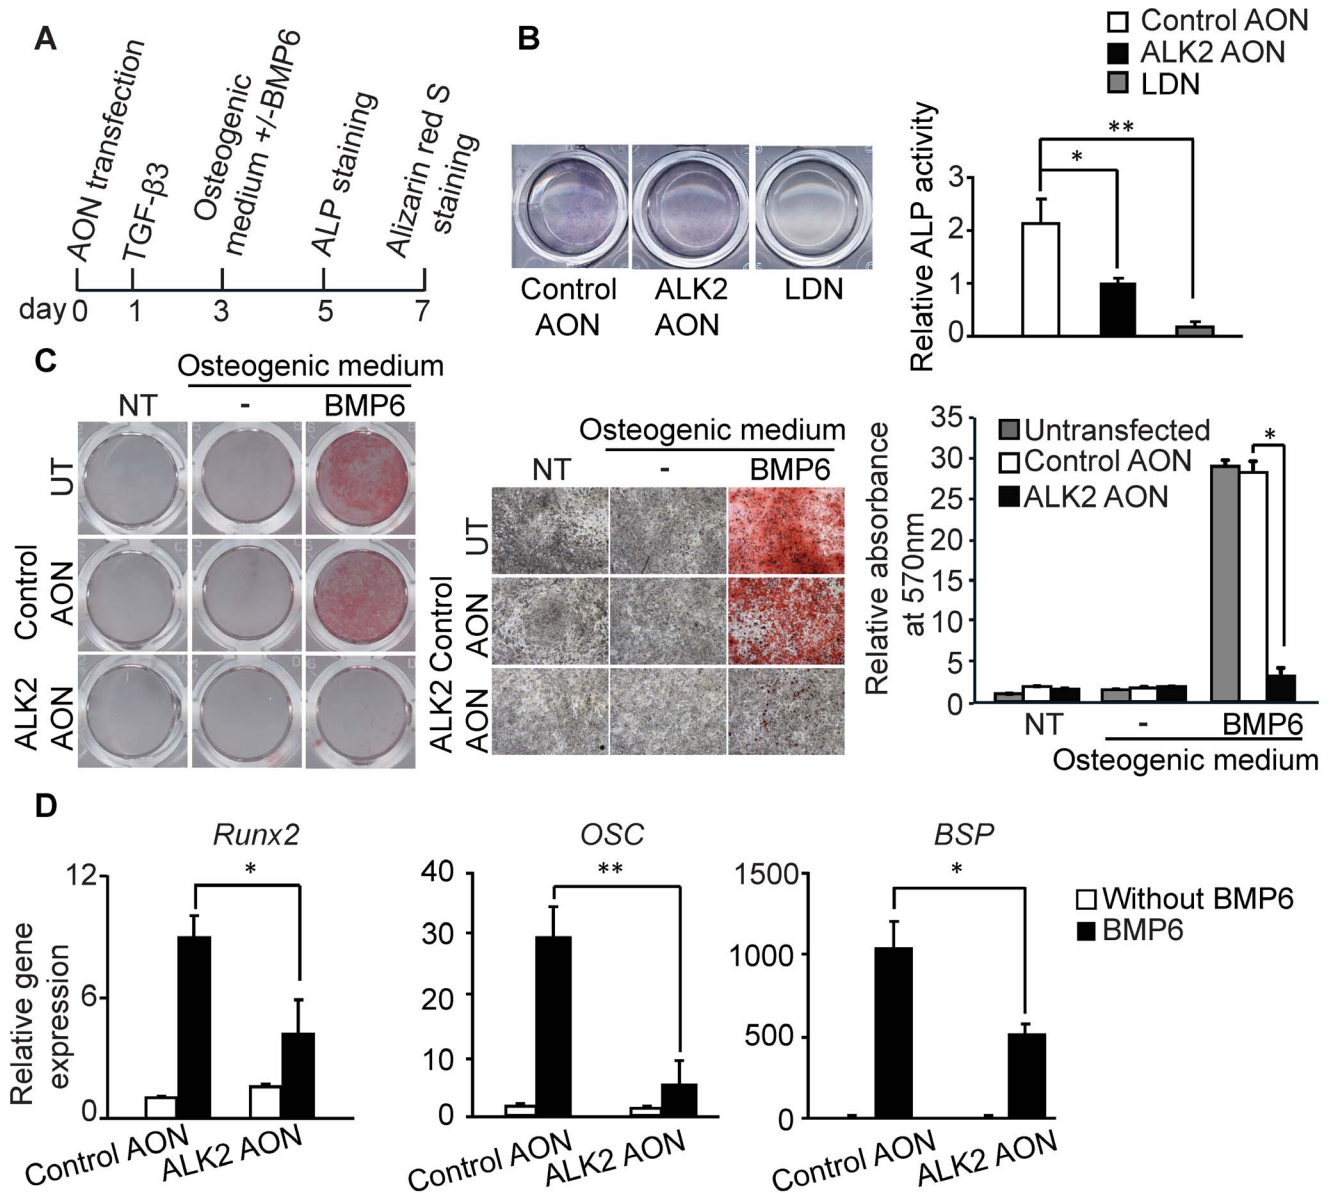 A
AON transfection
TGF-β3
Osteogenic
medium +/-BMP6
ALP staining
Alizarin red S
staining
day 0 1 3 5 7
B
Control
AON
ALK2
AON
LDN
Control AON
ALK2 AON
LDN
Relative ALP activity
3
2
1
0
*
**
C
Osteogenic medium
NT - BMP6
UT
Control
AON
ALK2
AON
Osteogenic medium
NT - BMP6
UT
Control
AON
ALK2
AON
Relative absorbance
at 570nm
35
30
25
20
15
10
5
0
Untransfected
Control AON
ALK2 AON
*
NT - BMP6
Osteogenic medium
D
Relative gene
expression
Runx2
12
6
0
*
Control AON ALK2 AON
OSC
40
30
20
10
0
**
Control AON ALK2 AON
BSP
1500
1000
500
0
*
Control AON ALK2 AON
Without BMP6
BMP6